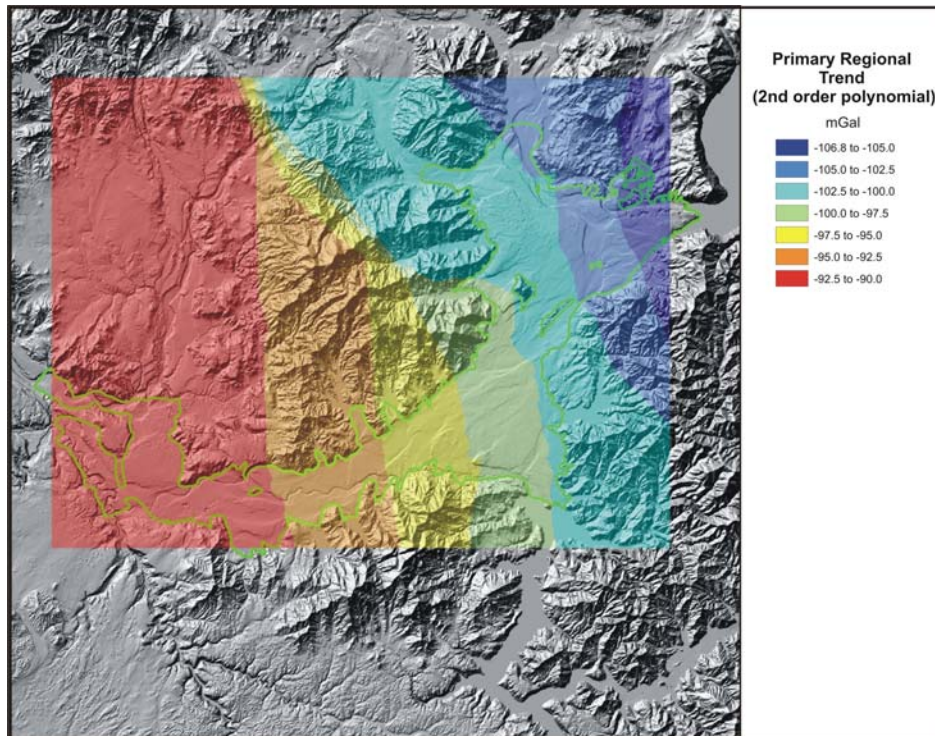 Primary Regional
Trend
(2nd order polynomial)
mGal
-106.8 to -105.0
-105.0 to -102.5
-102.5 to -100.0
-100.0 to -97.5
-97.5 to -95.0
-95.0 to -92.5
-92.5 to -90.0